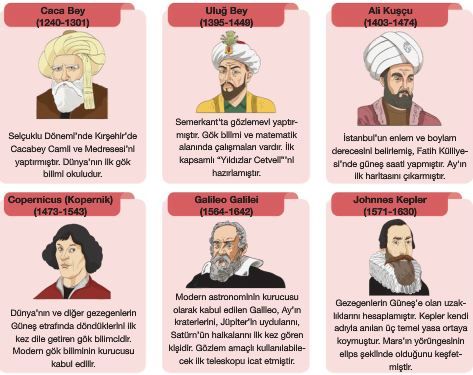 Caca Bey
(1240-1301)
Selçuklu Dönemi'nde Kırşehir'de
Cacabey Camii ve Medresesi'ni
yaptırmıştır. Dünya'nın ilk gök
bilimi okuludur.
Uluğ Bey
(1395-1449)
Semerkant'ta gözlemevi yaptır-
mıştır. Gök bilimi ve matematik
alanında çalışmaları vardır. İlk
kapsamlı "Yıldızlar Cetveli"ni
hazırlamıştır.
Ali Kuşçu
(1403-1474)
İstanbul'un enlem ve boylam
derecesini belirlemiş, Fatih Külliye-
si'nde güneş saati yapmıştır. Ay'ın
ilk haritasını çıkarmıştır.
Copernicus (Kopernik)
(1473-1543)
Dünya'nın ve diğer gezegenlerin
Güneş etrafında döndüklerini ilk
kez dile getiren gök bilimcidir.
Modern gök biliminin kurucusu
kabul edilir.
Galileo Galilei
(1564-1642)
Modern astronominin kurucusu
olarak kabul edilen Galileo, Ay'ın
kraterlerini, Jüpiter'in uydularını,
Satürn'ün halkalarını ilk kez gören
kişidir. Gözlem amaçlı kullanılabile-
cek ilk teleskopu icat etmiştir.
Johnnes Kepler
(1571-1630)
Gezegenlerin Güneş'e olan uzak-
lıklarını hesaplamıştır. Kepler kendi
adıyla anılan üç temel yasa ortaya
koymuştur. Mars'ın yörüngesinin
elips şeklinde olduğunu keşfet-
miştir.